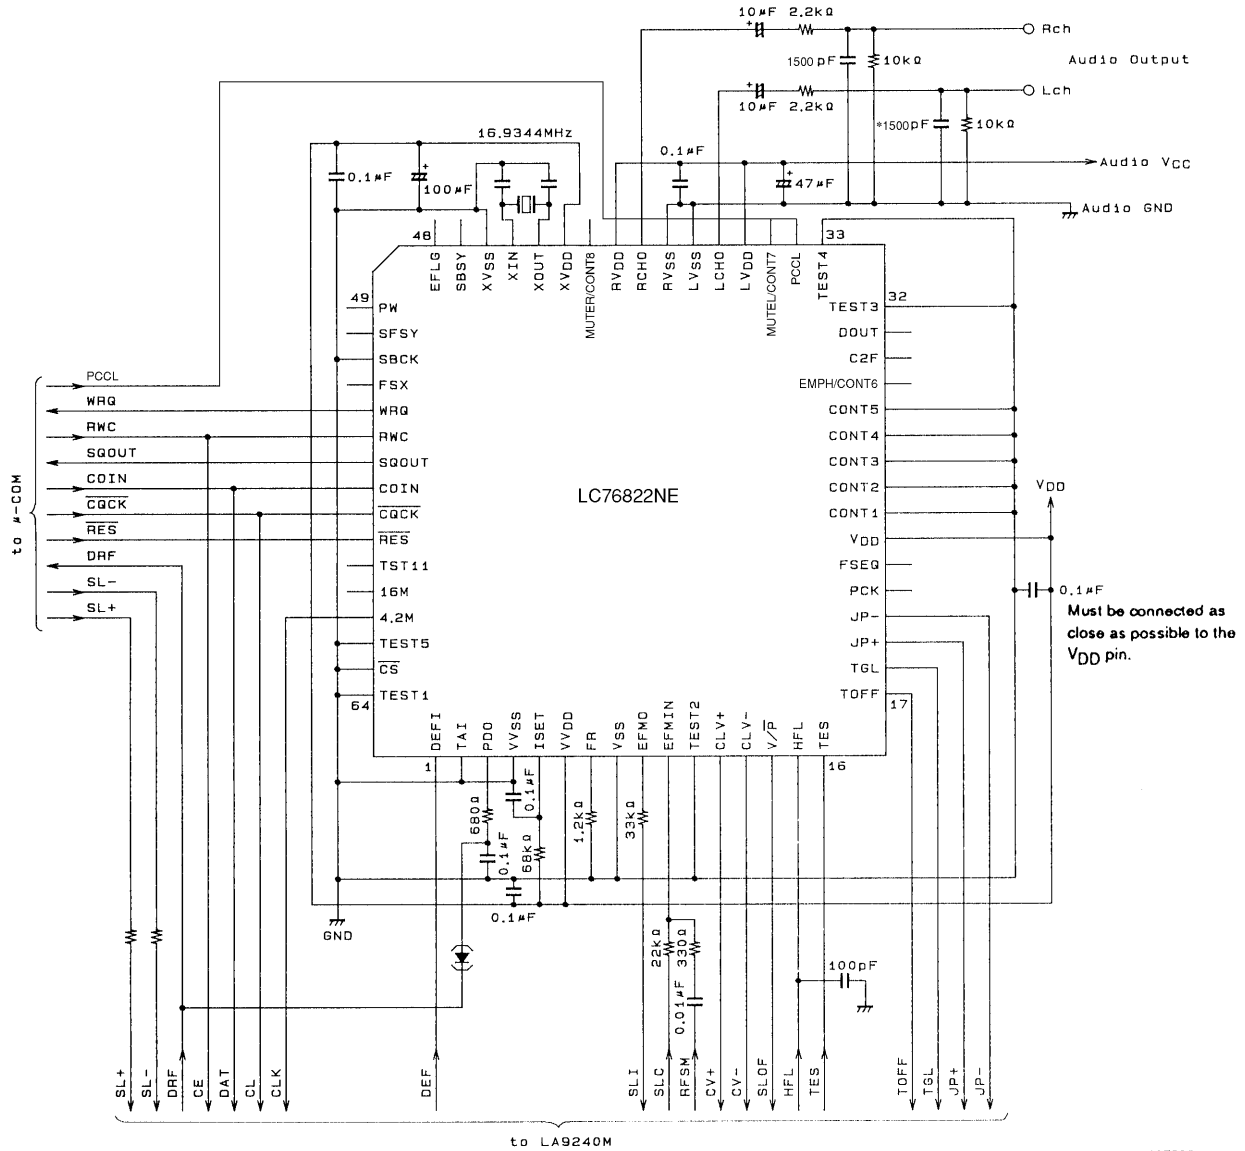 10μF 2.2kΩ
Rch
1500pF
10kΩ
Audio Output
Lch
10μF 2.2kΩ
*1500pF
10kΩ
16.9344MHz
0.1μF
100μF
0.1μF
47μF
Audio VCC
Audio GND
48
33
EFLG
SBSY
XVSS
XIN
XOUT
XVDD
MUTER/CONT8
RVDD
RCHO
RVSS
LVSS
LCHO
LVDD
MUTEL/CONT7
PCCL
TEST4
49
PW
SFSY
SBCK
FSX
WRQ
RWC
SQOUT
COIN
CQCK
RES
TST11
16M
4.2M
TEST5
CS
TEST1
64
to μ-COM
PCCL
WRQ
RWC
SQOUT
COIN
CQCK
RES
DRF
SL-
SL+
LC76822NE
32
TEST3
DOUT
C2F
EMPH/CONT6
CONT5
CONT4
CONT3
CONT2
CONT1
VDD
FSEQ
PCK
JP-
JP+
TGL
TOFF
17
VDD
0.1μF
Must be connected as
close as possible to the
VDD pin.
DEFI
TAI
PDO
VVSS
ISET
VVDD
FR
VSS
EFMO
EFMIN
TEST2
CLV+
CLV-
V/P
HFL
TES
1
16
680Ω
0.1μF
0.1μF
68kΩ
1.2kΩ
33kΩ
0.1μF
GND
22kΩ
330Ω
0.01μF
100pF
SL+
SL-
DRF
CE
DAT
CL
CLK
DEF
SLI
SLC
RFSM
CV+
CV-
SLOF
HFL
TES
TOFF
TGL
JP+
JP-
to LA9240M